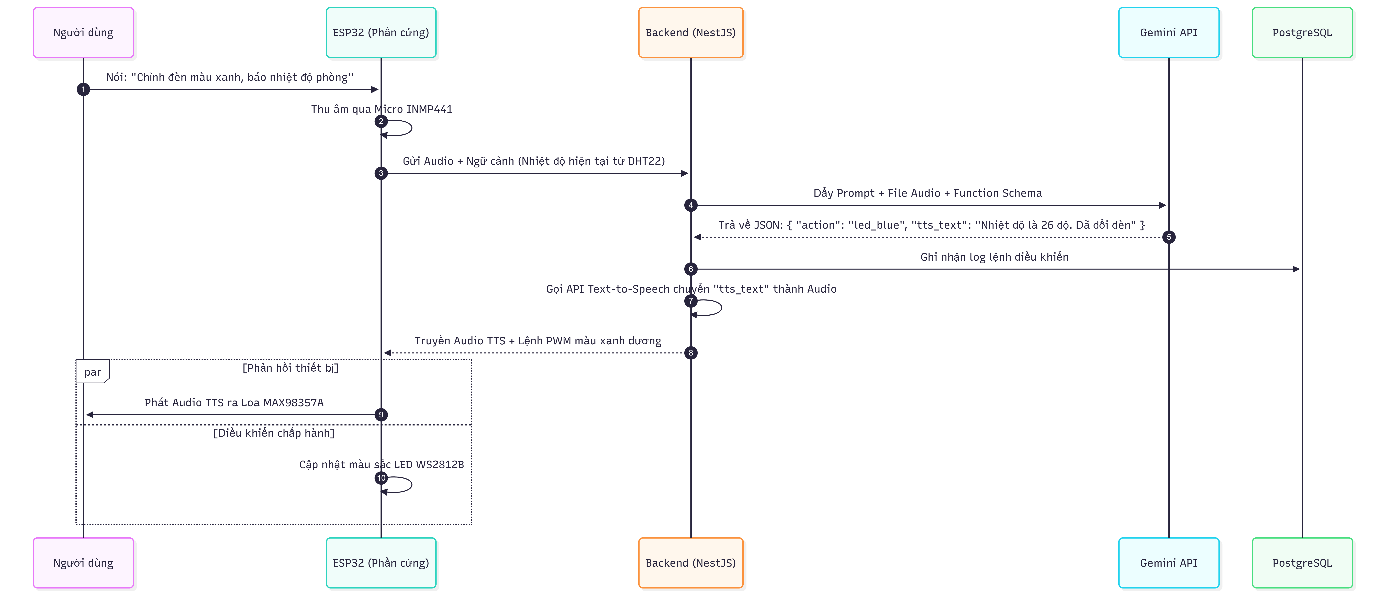 Người dùng
ESP32 (Phần cứng)
Backend (NestJS)
Gemini API
PostgreSQL
Nói: "Chỉnh đèn màu xanh, báo nhiệt độ phòng"
1
Thu âm qua Micro INMP441
2
Gửi Audio + Ngữ cảnh (Nhiệt độ hiện tại từ DHT22)
3
Đẩy Prompt + File Audio + Function Schema
4
Trả về JSON: { "action": "led_blue", "tts_text": "Nhiệt độ là 26 độ. Đã đổi đèn" }
5
Ghi nhận log lệnh điều khiển
6
Gọi API Text-to-Speech chuyển "tts_text" thành Audio
7
Truyền Audio TTS + Lệnh PWM màu xanh dương
8
par
[Phản hồi thiết bị]
Phát Audio TTS ra Loa MAX98357A
9
[Điều khiển chấp hành]
Cập nhật màu sắc LED WS2812B
10
Người dùng
ESP32 (Phần cứng)
Backend (NestJS)
Gemini API
PostgreSQL